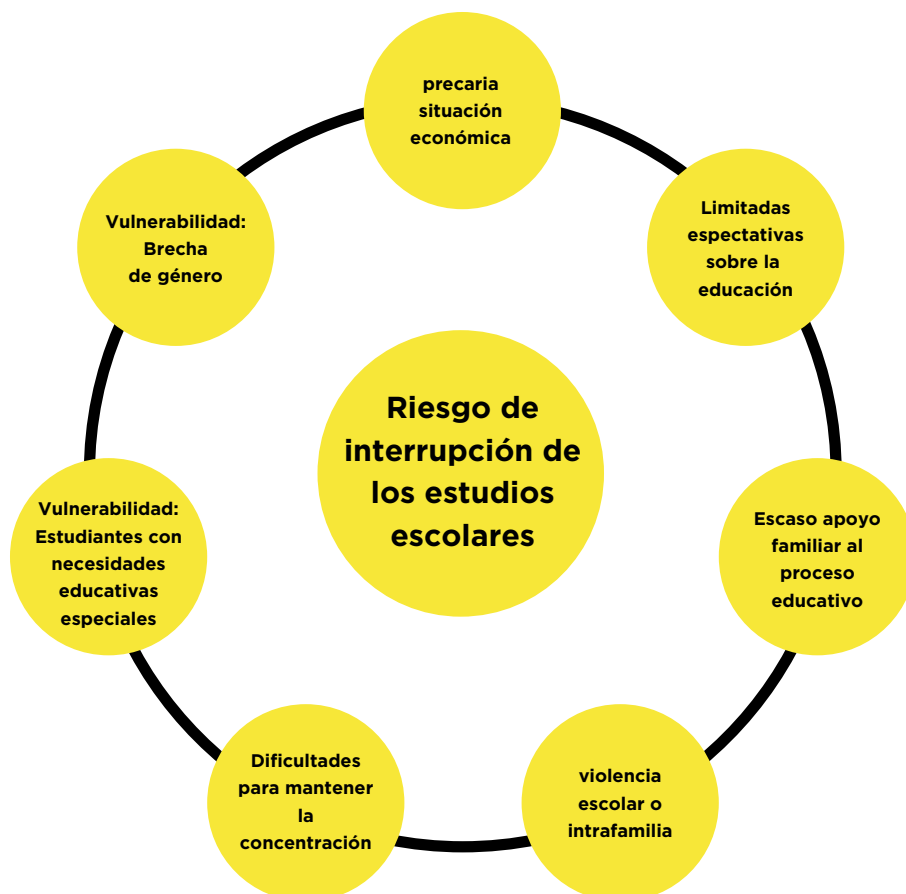 precaria
situación
económica
Limitadas
espectativas
sobre la
educación
Escaso apoyo
familiar al
proceso
educativo
violencia
escolar o
intrafamilia
Dificultades
para mantener
la
concentración
Vulnerabilidad:
Estudiantes con
necesidades
educativas
especiales
Vulnerabilidad:
Brecha
de género
Riesgo de
interrupción de
los estudios
escolares